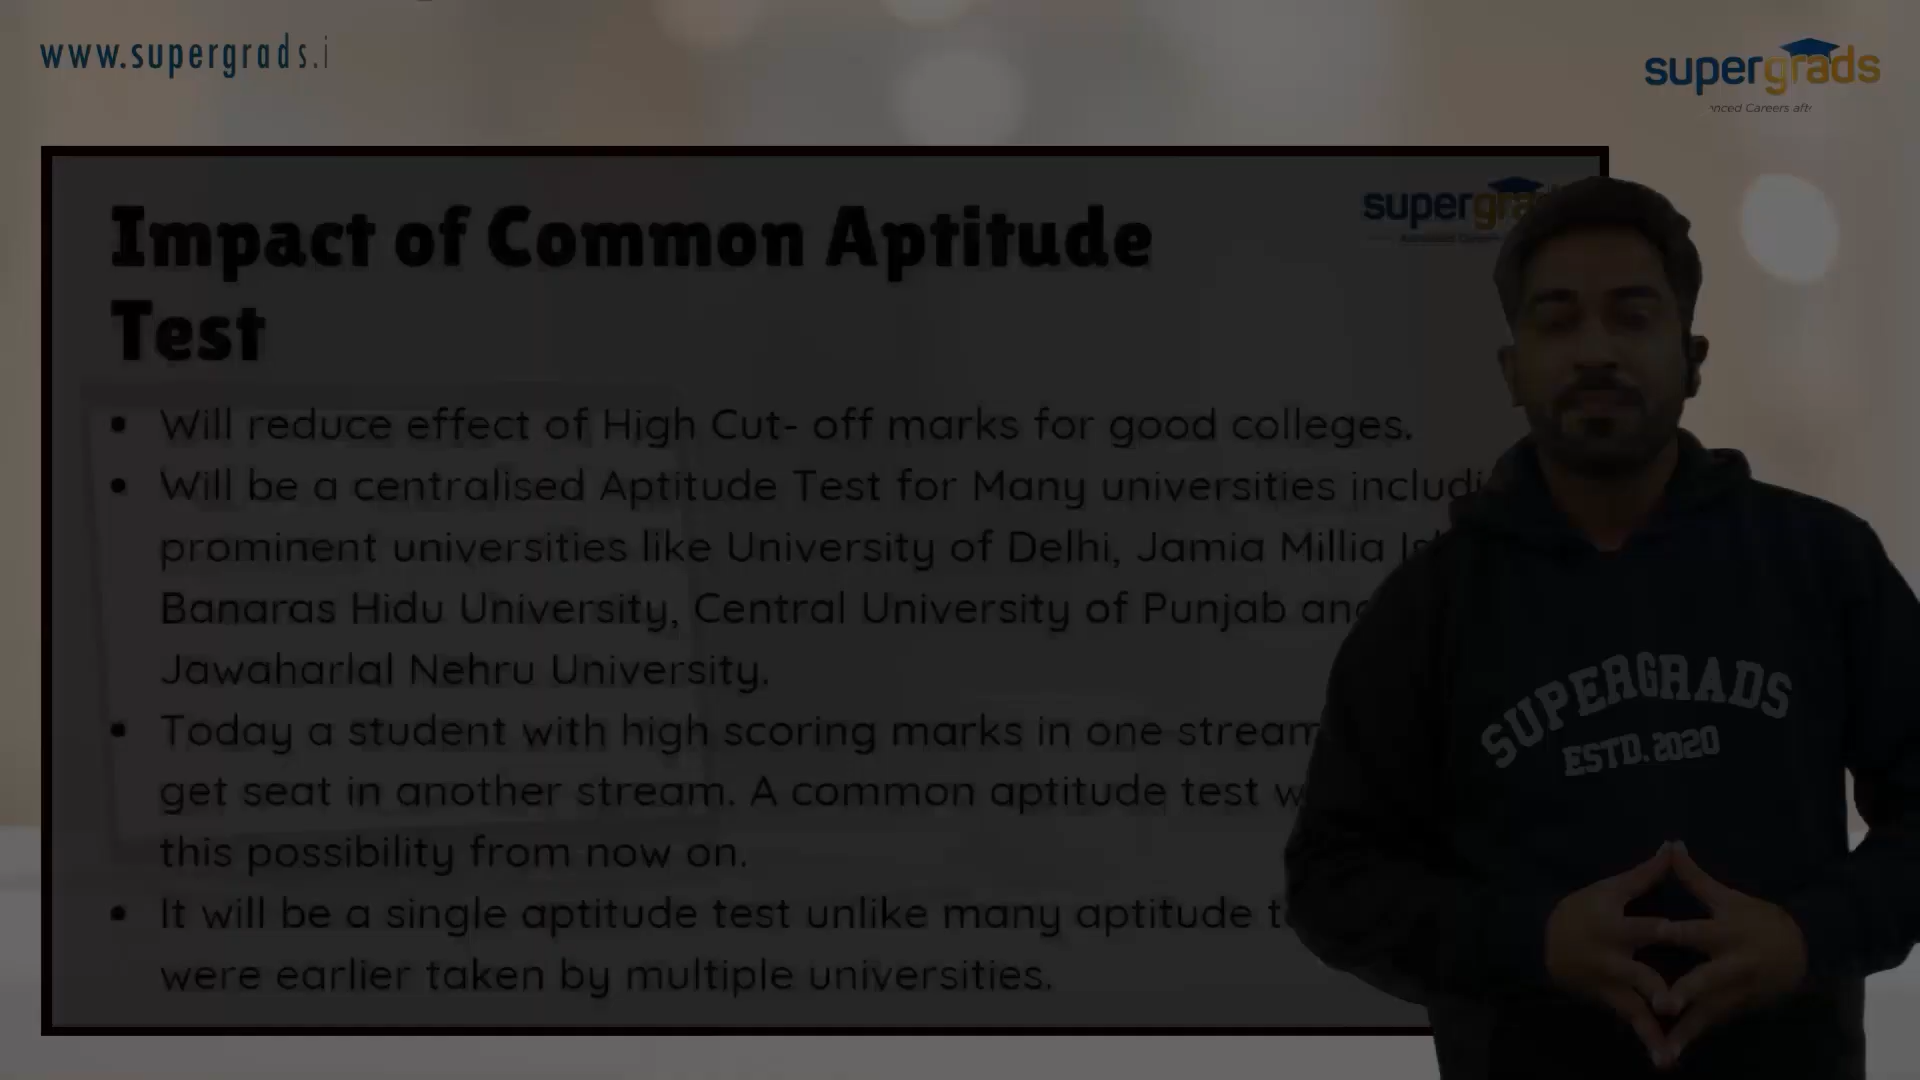 www.supergrads.i
supergrads
Careers
Impact of Common Aptitude
Test
• Will reduce effect of High Cut- off marks for good colleges.
• Will be a centralised Aptitude Test for Many universities
prominent universities like University of Delhi, Jamia Millia
Banaras Hidu University, Central University of Punjab
Jawaharlal Nehru University.
• Today a student with high scoring marks in one stream
get seat in another stream. A common aptitude test
this possibility from now on.
• It will be a single aptitude test unlike many aptitude
were earlier taken by multiple universities.
SUPERGRADS
ESTD. 2020